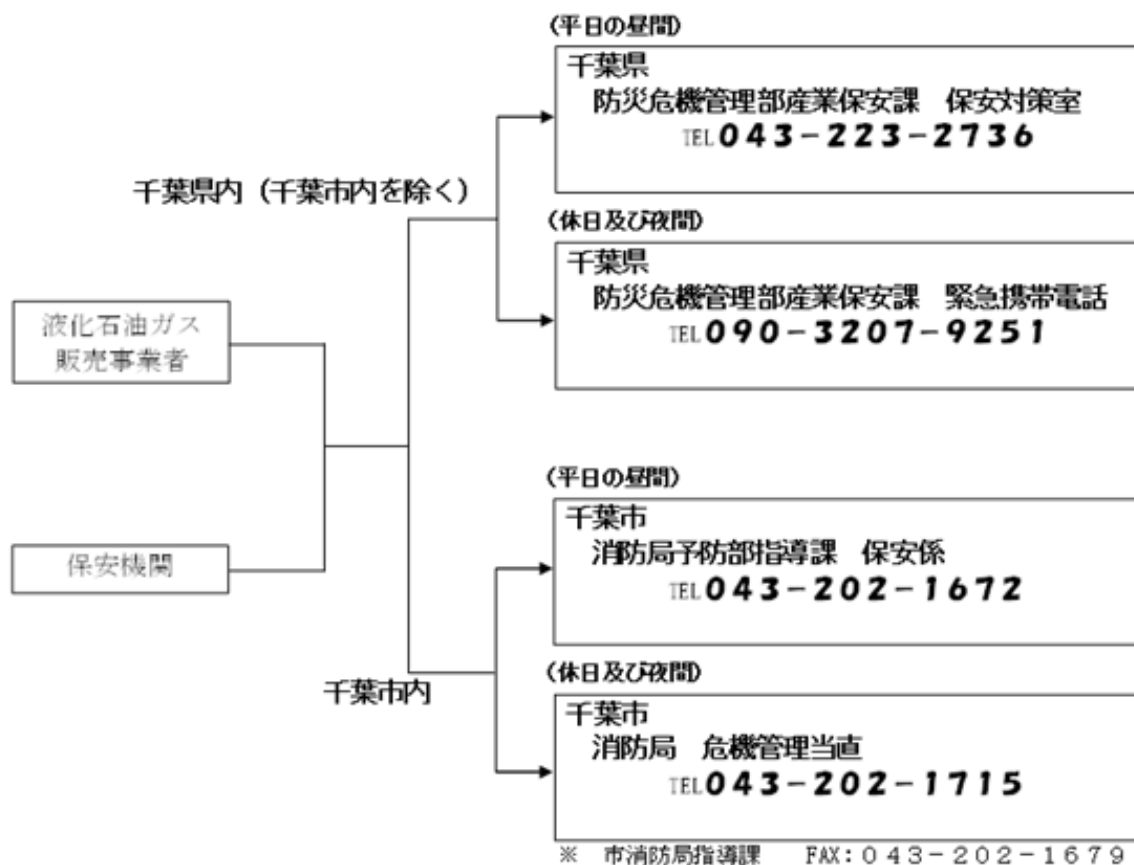 (平日の昼間)
千葉県
防災危機管理部産業保安課 保安対策室
TEL043-223-2736
千葉県内(千葉市内を除く)
(休日及び夜間)
千葉県
防災危機管理部産業保安課 緊急携帯電話
TEL090-3207-9251
液化石油ガス
販売事業者
保安機関
(平日の昼間)
千葉市
消防局予防部指導課 保安係
TEL043-202-1672
千葉市内
(休日及び夜間)
千葉市
消防局 危機管理当直
TEL043-202-1715
※ 市消防局指導課 FAX:043-202-1679